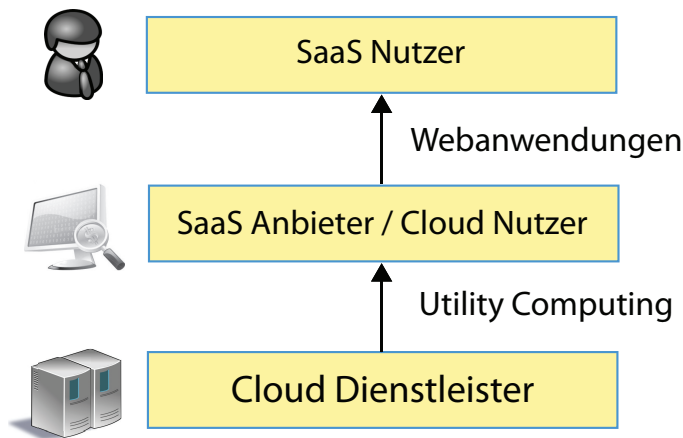 SaaS Nutzer
Webanwendungen
SaaS Anbieter / Cloud Nutzer
Utility Computing
Cloud Dienstleister